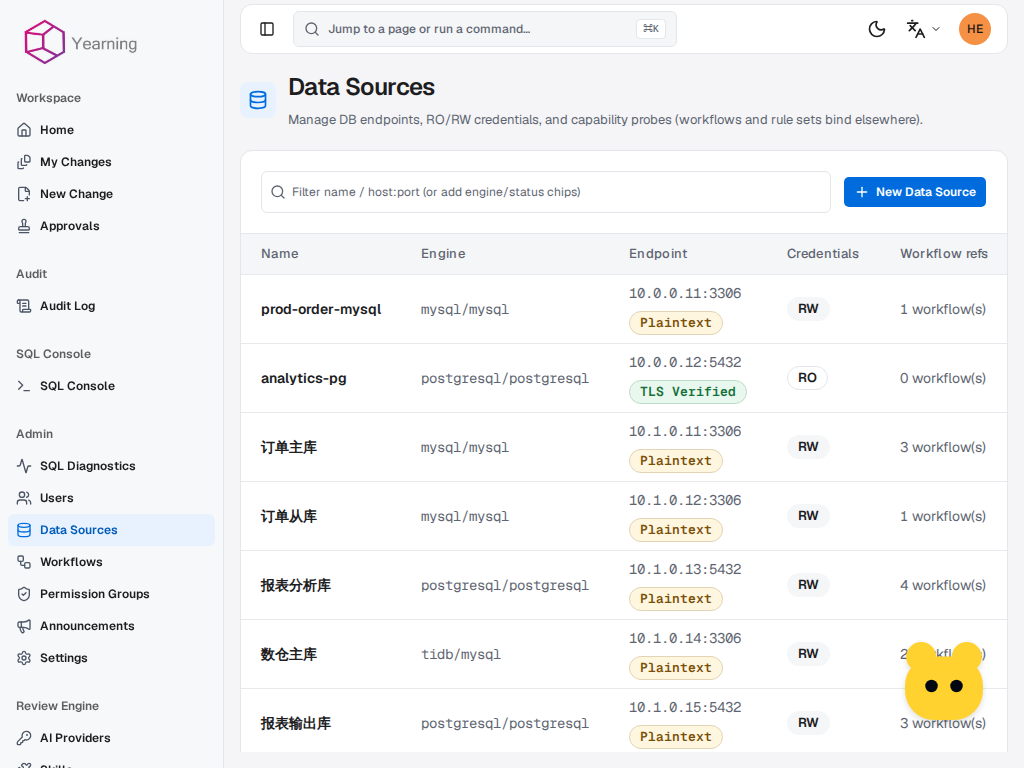 Yearning
Workspace
Home
My Changes
New Change
Approvals
Audit
Audit Log
SQL Console
SQL Console
Admin
SQL Diagnostics
Users
Data Sources
Workflows
Permission Groups
Announcements
Settings
Review Engine
AI Providers
Jump to a page or run a command...
⌘K
HE
Data Sources
Manage DB endpoints, RO/RW credentials, and capability probes (workflows and rule sets bind elsewhere).
Filter name / host:port (or add engine/status chips)
New Data Source
Name Engine Endpoint Credentials Workflow refs
prod-order-mysql mysql/mysql 10.0.0.11:3306 Plaintext RW 1 workflow(s)
analytics-pg postgresql/postgresql 10.0.0.12:5432 TLS Verified RO 0 workflow(s)
订单主库 mysql/mysql 10.1.0.11:3306 Plaintext RW 3 workflow(s)
订单从库 mysql/mysql 10.1.0.12:3306 Plaintext RW 1 workflow(s)
报表分析库 postgresql/postgresql 10.1.0.13:5432 Plaintext RW 4 workflow(s)
数仓主库 tidb/mysql 10.1.0.14:3306 Plaintext RW 2
报表输出库 postgresql/postgresql 10.1.0.15:5432 Plaintext RW 3 workflow(s)